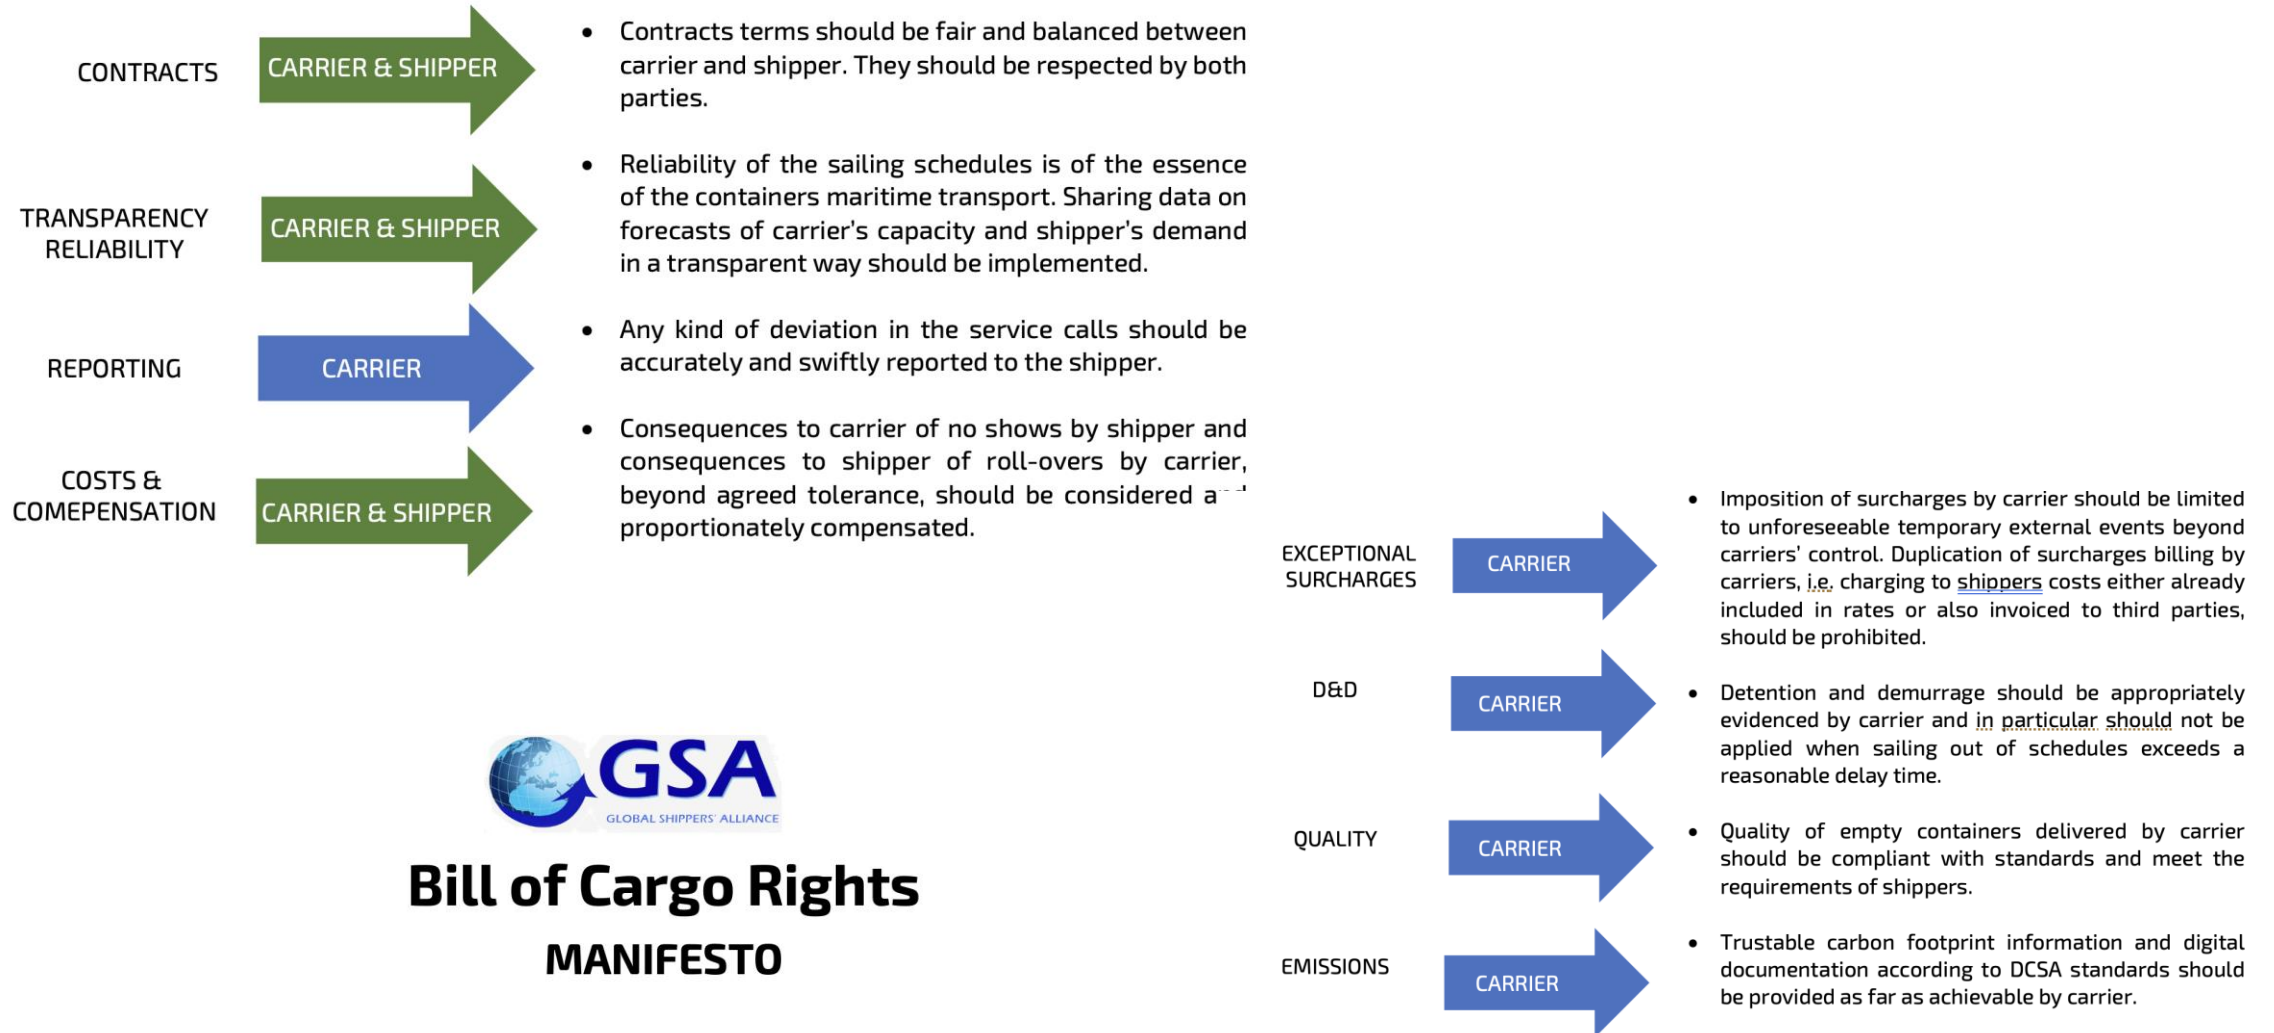 CONTRACTS
CARRIER & SHIPPER
• Contracts terms should be fair and balanced between
carrier and shipper. They should be respected by both
parties.
TRANSPARENCY
RELIABILITY
CARRIER & SHIPPER
• Reliability of the sailing schedules is of the essence
of the containers maritime transport. Sharing data on
forecasts of carrier's capacity and shipper's demand
in a transparent way should be implemented.
REPORTING
CARRIER
• Any kind of deviation in the service calls should be
accurately and swiftly reported to the shipper.
COSTS &
COMEPENSATION
CARRIER & SHIPPER
• Consequences to carrier of no shows by shipper and
consequences to shipper of roll-overs by carrier,
beyond agreed tolerance, should be considered and
proportionately compensated.
GSA
GLOBAL SHIPPERS' ALLIANCE
Bill of Cargo Rights
MANIFESTO
EXCEPTIONAL
SURCHARGES
CARRIER
• Imposition of surcharges by carrier should be limited
to unforeseeable temporary external events beyond
carriers' control. Duplication of surcharges billing by
carriers, i.e. charging to shippers costs either already
included in rates or also invoiced to third parties,
should be prohibited.
D&D
CARRIER
• Detention and demurrage should be appropriately
evidenced by carrier and in particular should not be
applied when sailing out of schedules exceeds a
reasonable delay time.
QUALITY
CARRIER
• Quality of empty containers delivered by carrier
should be compliant with standards and meet the
requirements of shippers.
EMISSIONS
CARRIER
• Trustable carbon footprint information and digital
documentation according to DCSA standards should
be provided as far as achievable by carrier.